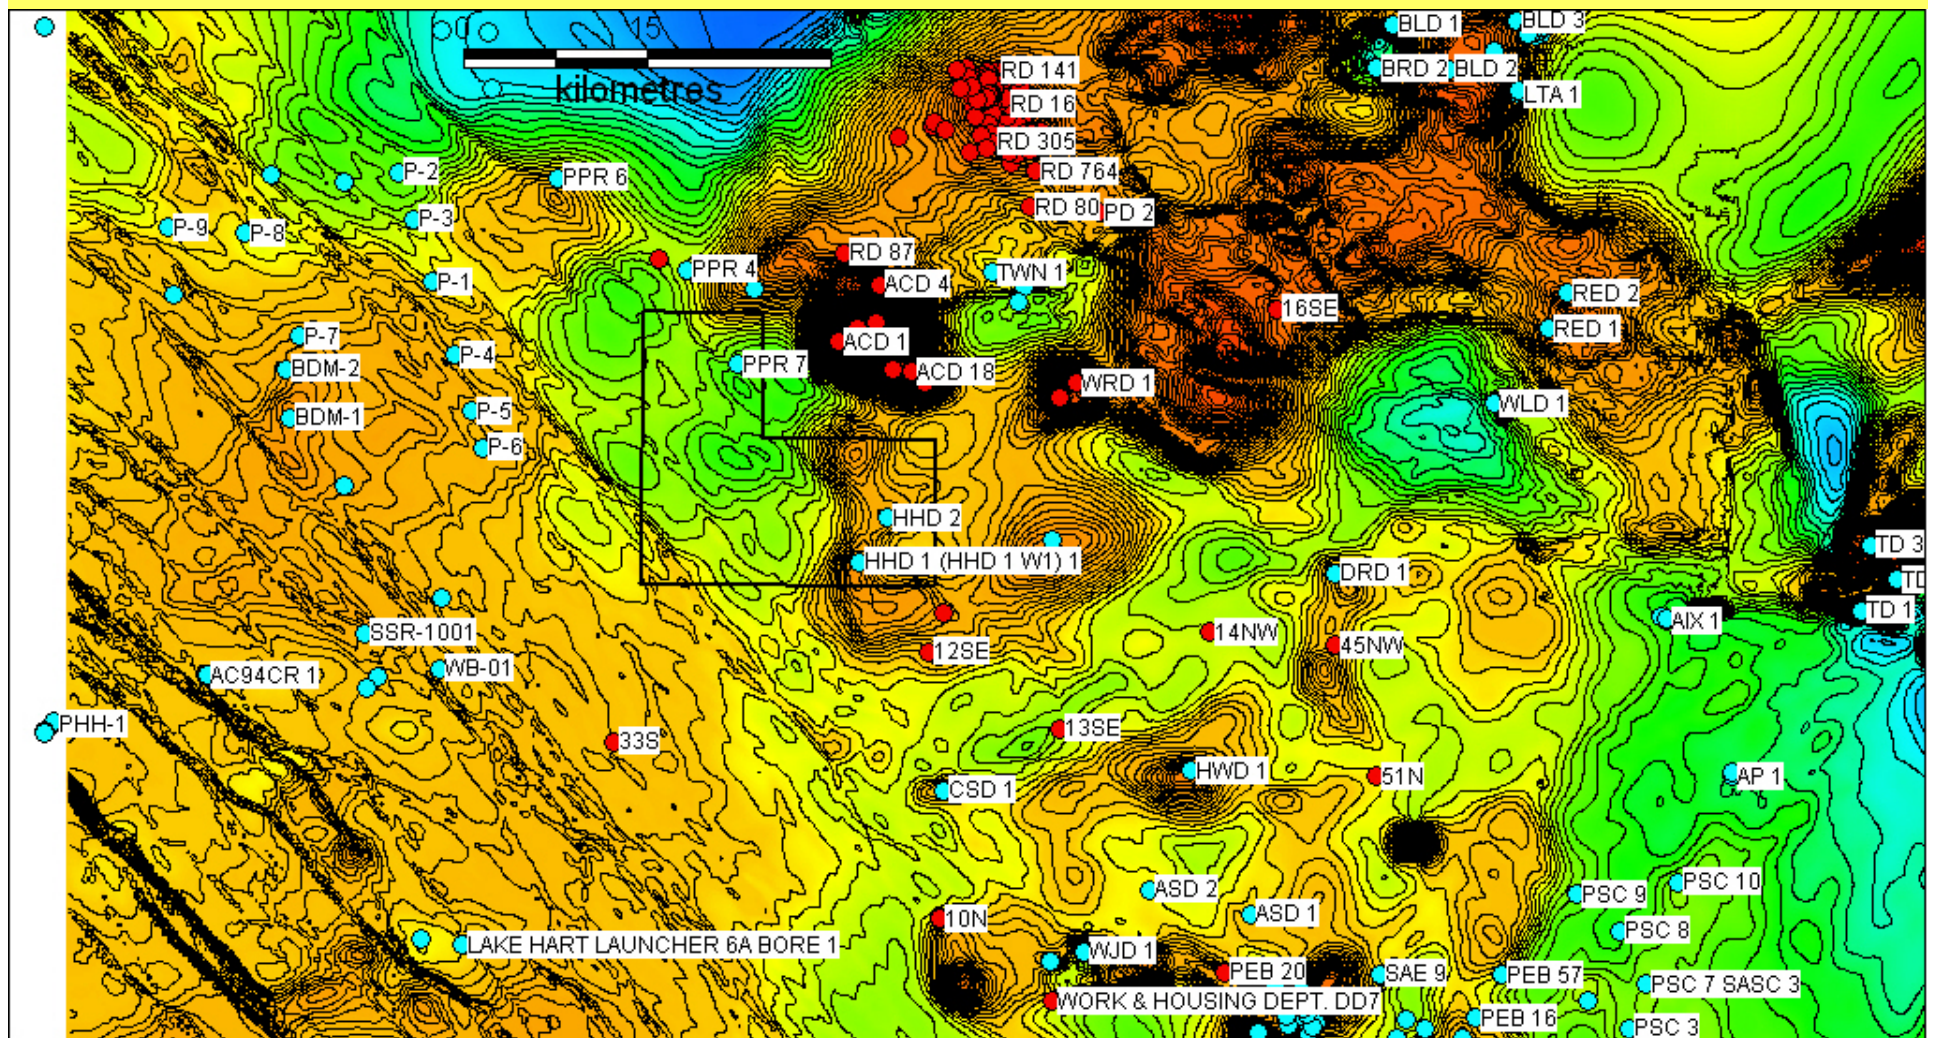 BLD 1
BLD 3
0
15
BRD 2
BLD 2
RD 141
kilometres
LTA 1
RD 16
RD 305
P-2
PPR 6
RD 764
RD 80
PD 2
P-3
P-9
P-8
RD 87
PPR 4
TWN 1
P-1
ACD 4
RED 2
16SE
RED 1
P-7
ACD 1
P-4
BDM-2
PPR 7
ACD 18
WRD 1
WLD 1
P-5
BDM-1
P-6
HHD 2
TD 3
HHD 1 (HHD 1 W1) 1
DRD 1
TD
TD 1
AIX 1
SSR-1001
14NW
45NW
12SE
WB-01
AC94CR 1
PHH-1
13SE
33S
HWD 1
51N
AP 1
CSD 1
PSC 10
ASD 2
PSC 9
ASD 1
10N
PSC 8
LAKE HART LAUNCHER 6A BORE 1
WJD 1
PEB 20
SAE 9
PEB 57
PSC 7 SASC 3
WORK & HOUSING DEPT. DD7
PEB 16
PSC 3